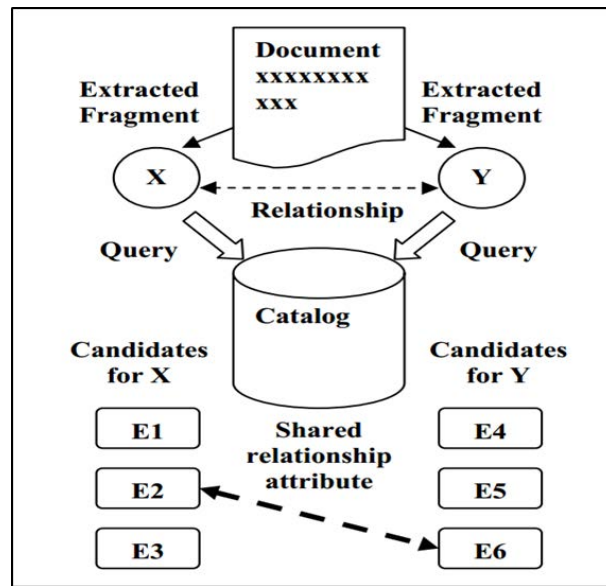 Document
xxxxxxxx
xxx
Extracted
Fragment
Extracted
Fragment
X
Y
Relationship
Query
Query
Catalog
Candidates
for X
Candidates
for Y
Shared
relationship
attribute
E1
E4
E2
E5
E3
E6